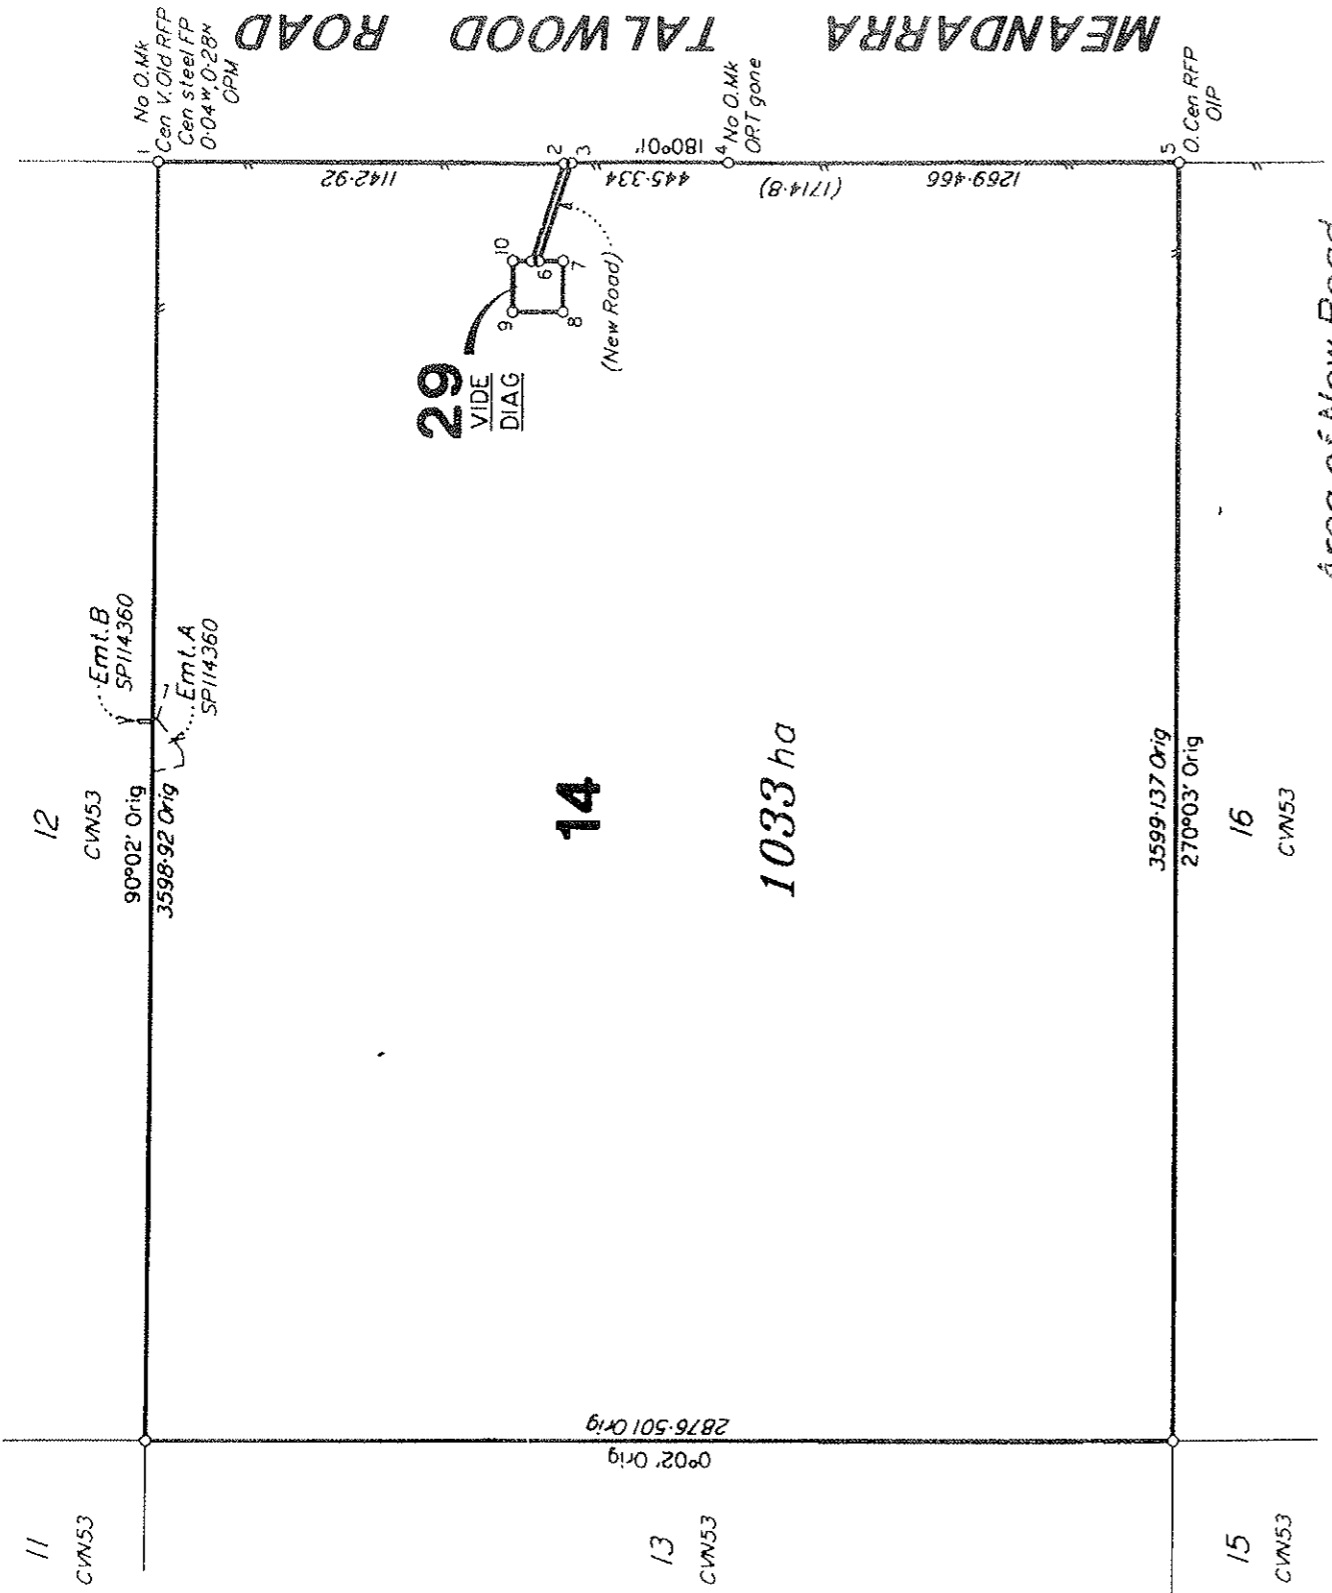 11
CVN53
12
CVN53
90°02' Orig
3598·92 Orig
Emt. B
SP114360
Emt. A
SP114360
1
No O.Mk
Cen V.Old RFP
Cen steel FP
0·04W,0·28N
OPM
MEANDARRA TALWOOD ROAD
1142·92
2
3
445·334
180°01'
4
No O.Mk
ORT gone
(1714·8)
1269·466
5
O.Cen RFP
OIP
29
VIDE
DIAG
10
9
8
7
6
(New Road)
14
1033 ha
2876·501 Orig
0°02' Orig
13
CVN53
3599·137 Orig
270°03' Orig
16
CVN53
15
CVN53
Area of New Road